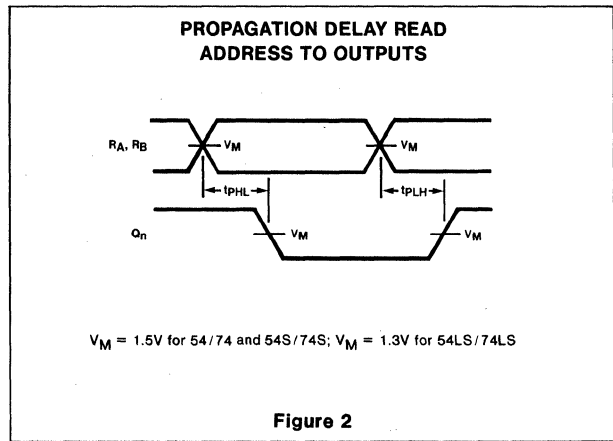 PROPAGATION DELAY READ
ADDRESS TO OUTPUTS
RA, RB
VM
VM
tPHL
tPLH
Qn
VM
VM
VM = 1.5V for 54/74 and 54S/74S; VM = 1.3V for 54LS/74LS
Figure 2